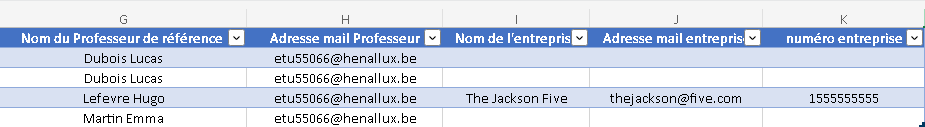 G H I J K
Nom du Professeur de référence Adresse mail Professeur Nom de l'entrepris Adresse mail entreprise numéro entreprise
Dubois Lucas etu55066@henallux.be
Dubois Lucas etu55066@henallux.be
Lefevre Hugo etu55066@henallux.be The Jackson Five thejackson@five.com 1555555555
Martin Emma etu55066@henallux.be